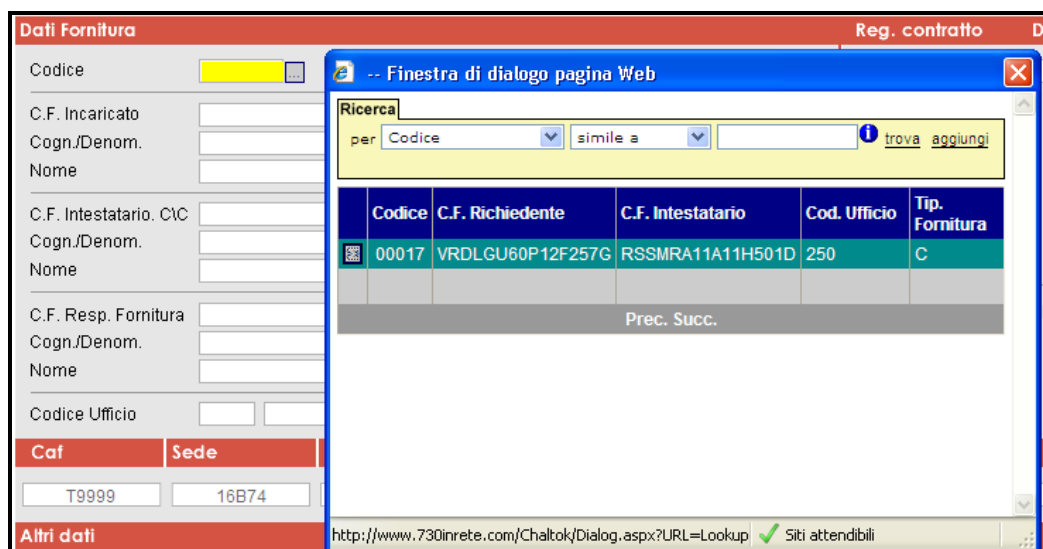 Dati Fornitura Reg. contratto D
Codice ...
C.F. Incaricato
Cogn./Denom.
Nome
C.F. Intestatario. C\C
Cogn./Denom.
Nome
C.F. Resp. Fornitura
Cogn./Denom.
Nome
Codice Ufficio
Caf Sede
T9999 16B74
Altri dati
-- Finestra di dialogo pagina Web
Ricerca
per Codice simile a trova aggiungi
Codice C.F. Richiedente C.F. Intestatario Cod. Ufficio Tip. Fornitura
00017 VRDLGU60P12F257G RSSMRA11A11H501D 250 C
Prec. Succ.
http://www.730inrete.com/Chaltok/Dialog.aspx?URL=Lookup Siti attendibili